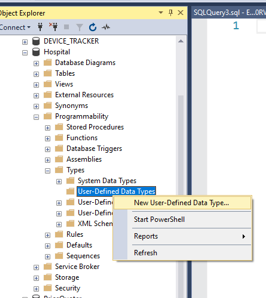 Object Explorer
SQLQuery3.sql - E...0RV
Connect
1
DEVICE_TRACKER
Hospital
Database Diagrams
Tables
Views
External Resources
Synonyms
Programmability
Stored Procedures
Functions
Database Triggers
Assemblies
Types
System Data Types
User-Defined Data Types
User-Define
New User-Defined Data Type...
User-Define
Start PowerShell
XML Schem
Rules
Reports
Defaults
Sequences
Refresh
Service Broker
Storage
Security